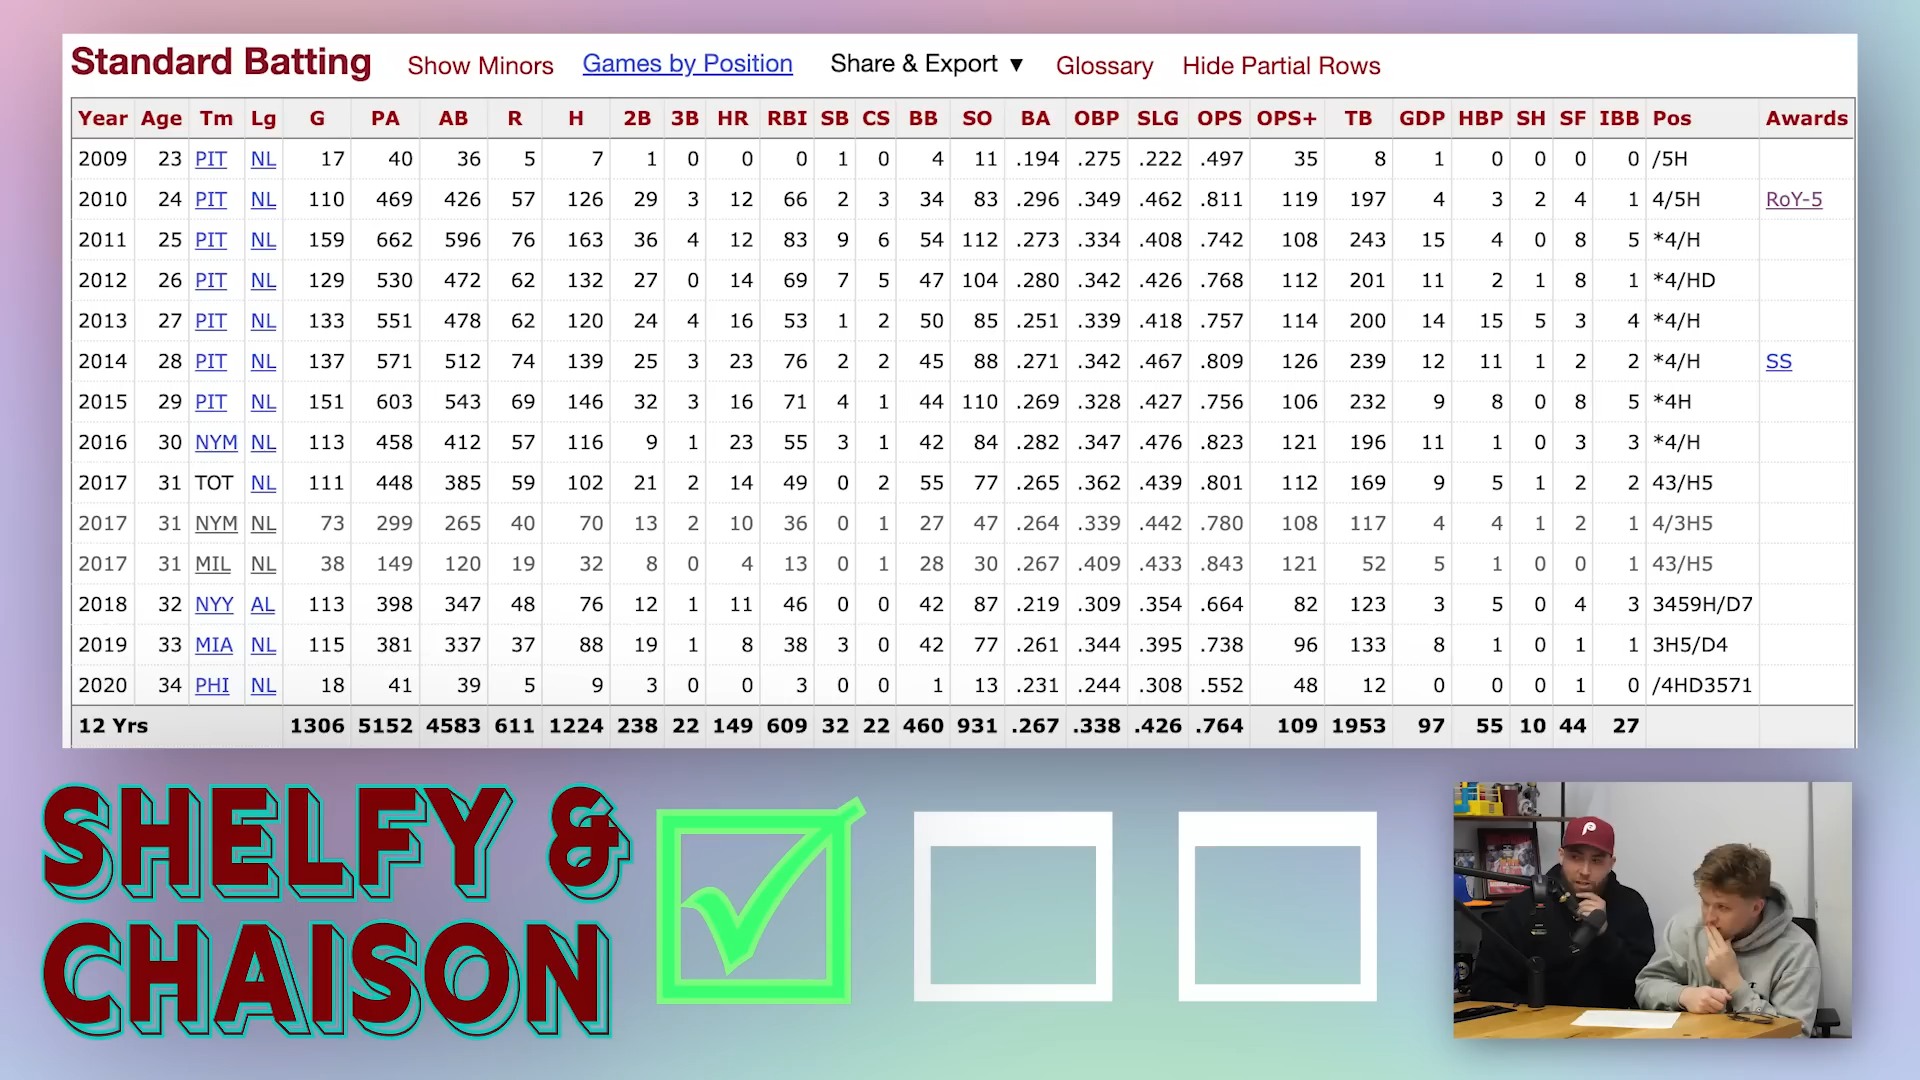 Standard Batting Show Minors Games by Position Share & Export ▼ Glossary Hide Partial Rows
Year Age Tm Lg G PA AB R H 2B 3B HR RBI SB CS BB SO BA OBP SLG OPS OPS+ TB GDP HBP SH SF IBB Pos Awards
2009 23 PIT NL 17 40 36 5 7 1 0 0 0 1 0 4 11 .194 .275 .222 .497 35 8 1 0 0 0 0 /5H
2010 24 PIT NL 110 469 426 57 126 29 3 12 66 2 3 34 83 .296 .349 .462 .811 119 197 4 3 2 4 1 4/5H RoY-5
2011 25 PIT NL 159 662 596 76 163 36 4 12 83 9 6 54 112 .273 .334 .408 .742 108 243 15 4 0 8 5 *4/H
2012 26 PIT NL 129 530 472 62 132 27 0 14 69 7 5 47 104 .280 .342 .426 .768 112 201 11 2 1 8 1 *4/HD
2013 27 PIT NL 133 551 478 62 120 24 4 16 53 1 2 50 85 .251 .339 .418 .757 114 200 14 15 5 3 4 *4/H
2014 28 PIT NL 137 571 512 74 139 25 3 23 76 2 2 45 88 .271 .342 .467 .809 126 239 12 11 1 2 2 *4/H SS
2015 29 PIT NL 151 603 543 69 146 32 3 16 71 4 1 44 110 .269 .328 .427 .756 106 232 9 8 0 8 5 *4H
2016 30 NYM NL 113 458 412 57 116 9 1 23 55 3 1 42 84 .282 .347 .476 .823 121 196 11 1 0 3 3 *4/H
2017 31 TOT NL 111 448 385 59 102 21 2 14 49 0 2 55 77 .265 .362 .439 .801 112 169 9 5 1 2 2 43/H5
2017 31 NYM NL 73 299 265 40 70 13 2 10 36 0 1 27 47 .264 .339 .442 .780 108 117 4 4 1 2 1 4/3H5
2017 31 MIL NL 38 149 120 19 32 8 0 4 13 0 1 28 30 .267 .409 .433 .843 121 52 5 1 0 0 1 43/H5
2018 32 NYY AL 113 398 347 48 76 12 1 11 46 0 0 42 87 .219 .309 .354 .664 82 123 3 5 0 4 3 3459H/D7
2019 33 MIA NL 115 381 337 37 88 19 1 8 38 3 0 42 77 .261 .344 .395 .738 96 133 8 1 0 1 1 3H5/D4
2020 34 PHI NL 18 41 39 5 9 3 0 0 3 0 0 1 13 .231 .244 .308 .552 48 12 0 0 0 1 0 /4HD3571
12 Yrs 1306 5152 4583 611 1224 238 22 149 609 32 22 460 931 .267 .338 .426 .764 109 1953 97 55 10 44 27
SHELFY &
CHAISON
P